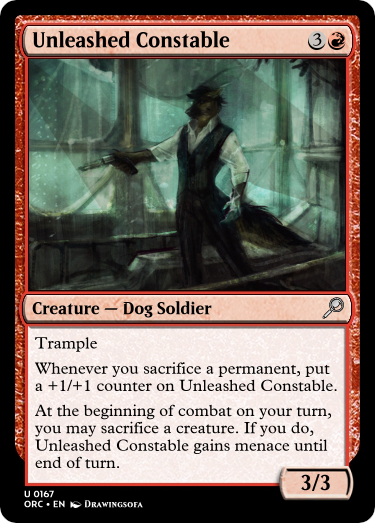 Unleashed Constable 3
Creature — Dog Soldier
Trample
Whenever you sacrifice a permanent, put
a +1/+1 counter on Unleashed Constable.
At the beginning of combat on your turn,
you may sacrifice a creature. If you do,
Unleashed Constable gains menace until
end of turn.
3/3
U 0167
ORC • EN DRAWINGSOFA